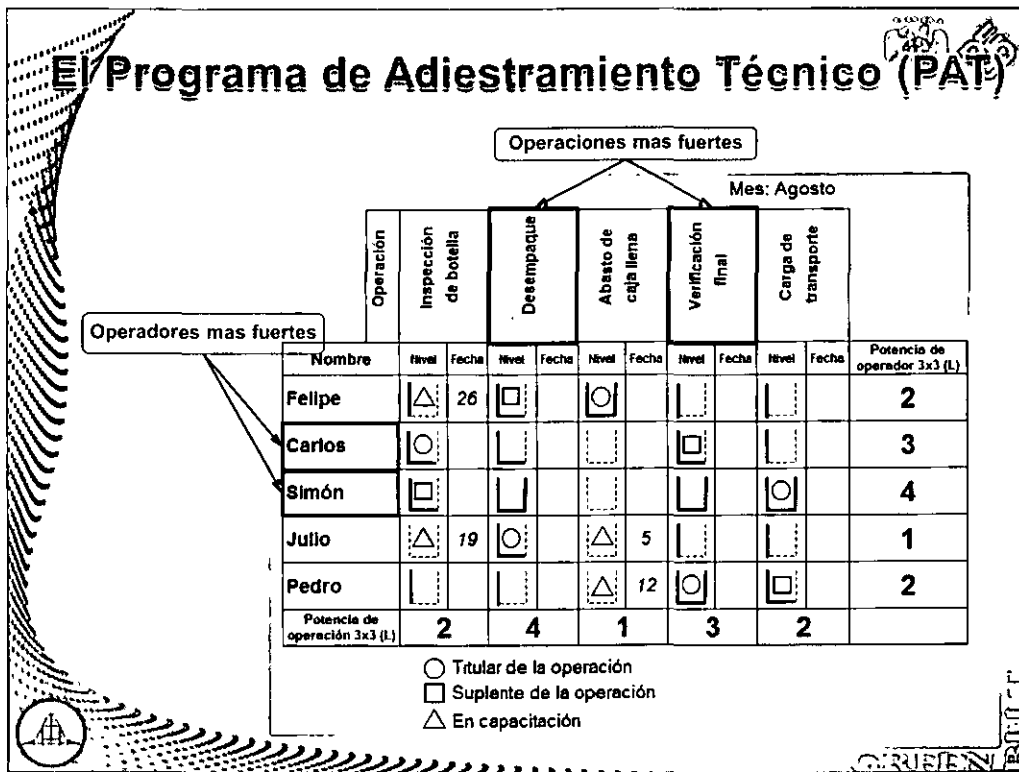 El Programa de Adiestramiento Técnico (PAT)
Operaciones mas fuertes
Mes: Agosto
Operación
Inspección de botella
Desempaque
Abasto de caja llena
Verificación final
Carga de transporte
Operadores mas fuertes
Nombre Nivel Fecha Nivel Fecha Nivel Fecha Nivel Fecha Nivel Fecha Potencia de operador 3x3 (L)
Felipe 26 2
Carlos 3
Simón 4
Julio 19 5 1
Pedro 12 2
Potencia de operación 3x3 (L) 2 4 1 3 2
Titular de la operación
Suplente de la operación
En capacitación
GREEN BELT